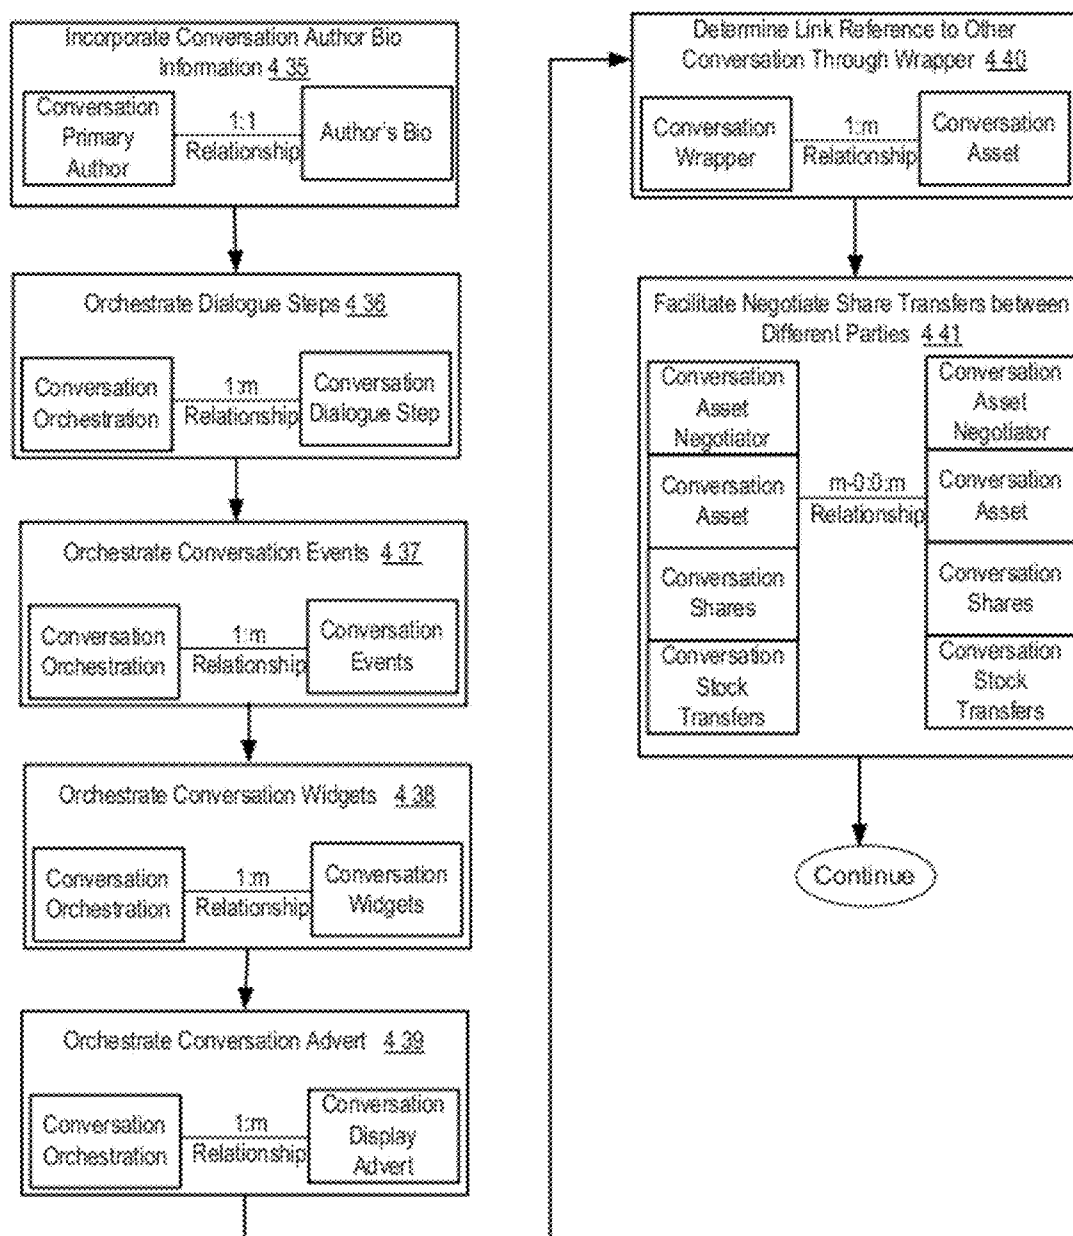 Incorporate Conversation Author Bio
Information 4.35
Conversation
Primary
Author
1:1
Relationship
Author's Bio
Orchestrate Dialogue Steps 4.36
Conversation
Orchestration
1:m
Relationship
Conversation
Dialogue Step
Orchestrate Conversation Events 4.37
Conversation
Orchestration
1:m
Relationship
Conversation
Events
Orchestrate Conversation Widgets 4.38
Conversation
Orchestration
1:m
Relationship
Conversation
Widgets
Orchestrate Conversation Advert 4.39
Conversation
Orchestration
1:m
Relationship
Conversation
Display
Advert
Determine Link Reference to Other
Conversation Through Wrapper 4.40
Conversation
Wrapper
1:m
Relationship
Conversation
Asset
Facilitate Negotiate Share Transfers between
Different Parties 4.41
Conversation
Asset
Negotiator
Conversation
Asset
Conversation
Shares
Conversation
Stock
Transfers
m-0:0:m
Relationship
Conversation
Asset
Negotiator
Conversation
Asset
Conversation
Shares
Conversation
Stock
Transfers
Continue